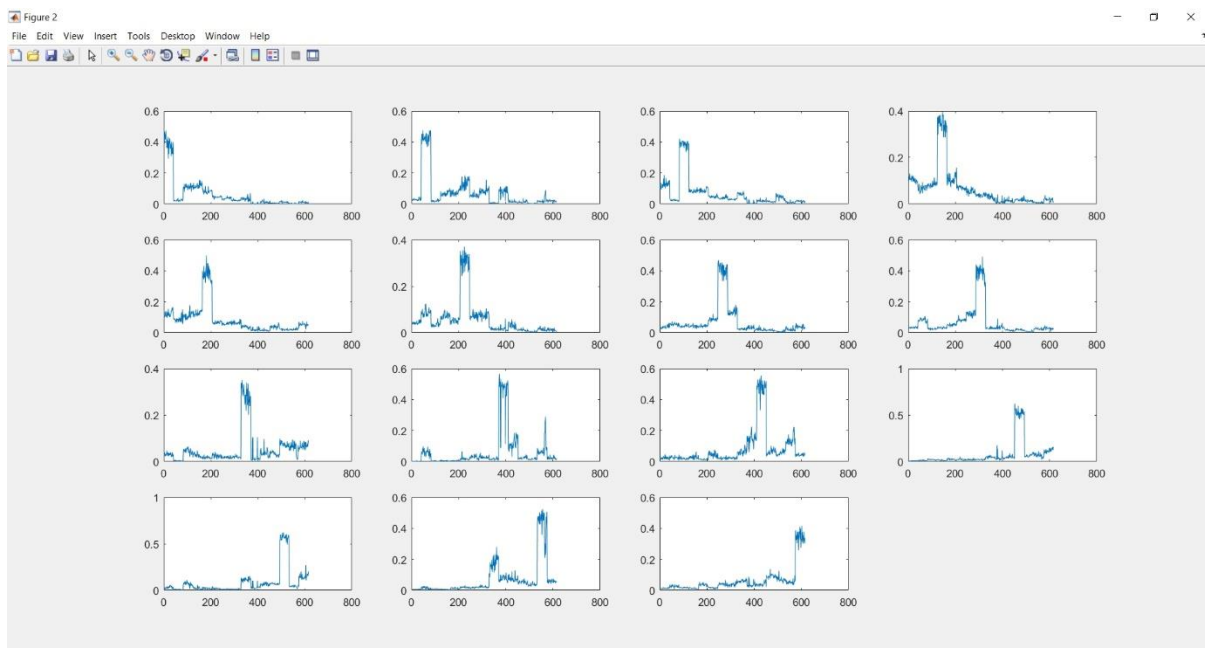 Figure 2
File Edit View Insert Tools Desktop Window Help
0.6 0.6 0.6 0.4
0.4 0.4 0.4
0.2 0.2 0.2 0.2
0 0 0 0
0 200 400 600 800 0 200 400 600 800 0 200 400 600 800 0 200 400 600 800
0.6 0.4 0.6 0.6
0.4 0.4 0.4
0.2 0.2 0.2 0.2
0 0 0 0
0 200 400 600 800 0 200 400 600 800 0 200 400 600 800 0 200 400 600 800
0.4 0.6 0.6 1
0.4 0.4
0.2 0.2 0.2 0.5
0 0 0 0
0 200 400 600 800 0 200 400 600 800 0 200 400 600 800 0 200 400 600 800
1 0.6 0.6
0.4 0.4
0.5 0.2 0.2
0 0 0
0 200 400 600 800 0 200 400 600 800 0 200 400 600 800